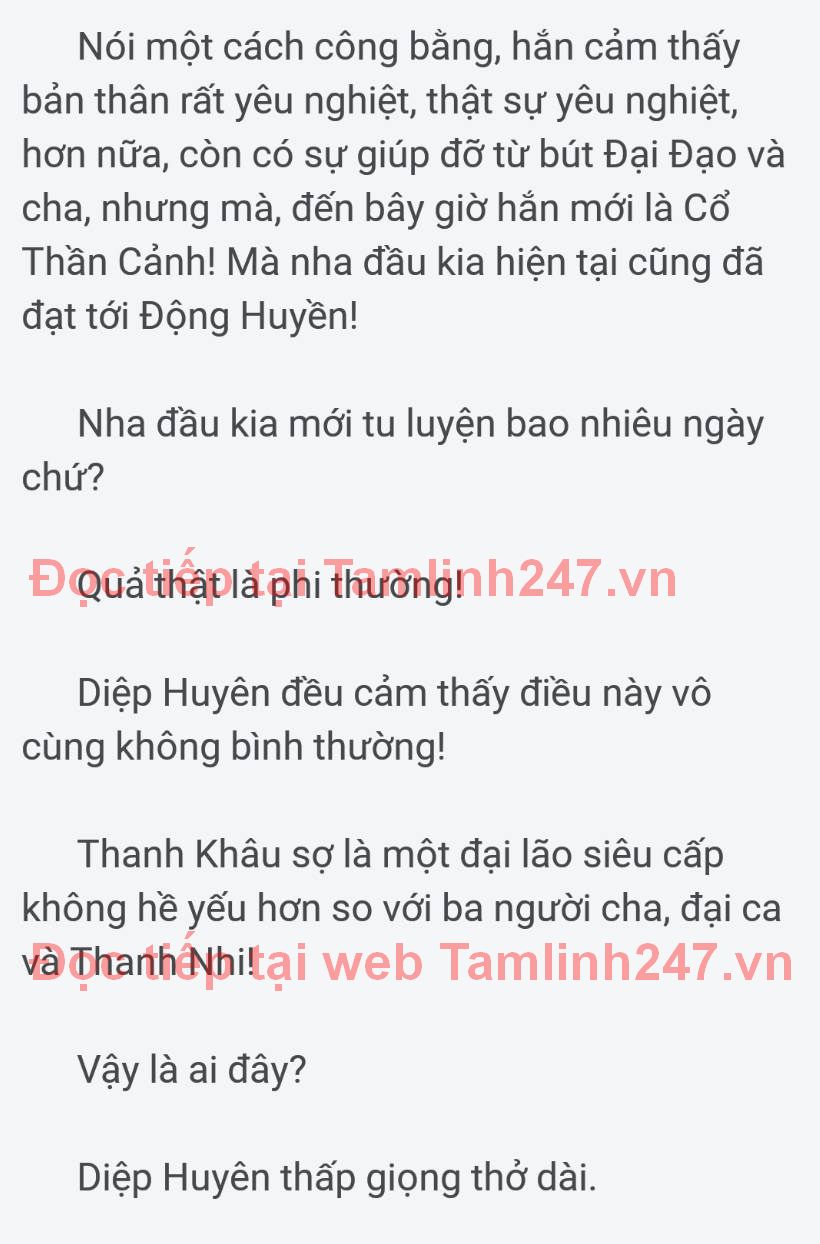 Nói một cách công bằng, hắn cảm thấy
bản thân rất yêu nghiệt, thật sự yêu nghiệt,
hơn nữa, còn có sự giúp đỡ từ bút Đại Đạo và
cha, nhưng mà, đến bây giờ hắn mới là Cổ
Thần Cảnh! Mà nha đầu kia hiện tại cũng đã
đạt tới Động Huyền!
Nha đầu kia mới tu luyện bao nhiêu ngày
chứ?
Đọc tiếp tại Tamlinh247.vn
Quả thật là phi thường!
Diệp Huyên đều cảm thấy điều này vô
cùng không bình thường!
Thanh Khâu sợ là một đại lão siêu cấp
không hề yếu hơn so với ba người cha, đại ca
và Thanh Nhi!
Đọc tiếp tại web Tamlinh247.vn
Vậy là ai đây?
Diệp Huyên thấp giọng thở dài.